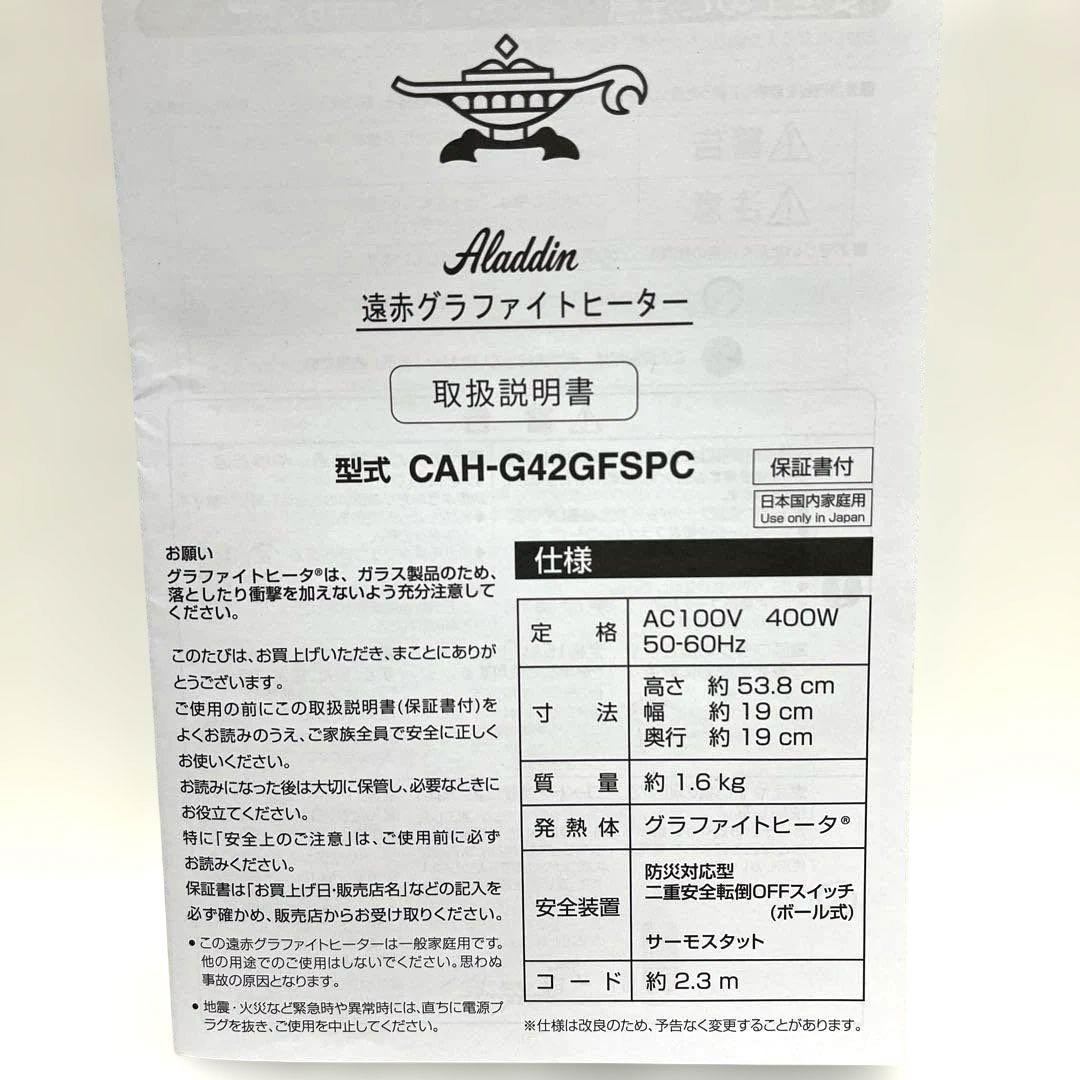 Aladdin
遠赤グラファイトヒーター
取扱説明書
型式 CAH-G42GFSPC
保証書付
日本国内家庭用
Use only in Japan
お願い
グラファイトヒータ®は、ガラス製品のため、
落としたり衝撃を加えないよう充分注意して
ください。
このたびは、お買上げいただき、まことにありが
とうございます。
ご使用の前にこの取扱説明書(保証書付)を
よくお読みのうえ、ご家族全員で安全に正しく
お使いください。
お読みになった後は大切に保管し、必要なときに
お役立てください。
特に「安全上のご注意」は、ご使用前に必ず
お読みください。
保証書は「お買上げ日・販売店名」などの記入を
必ず確かめ、販売店からお受け取りください。
●この遠赤グラファイトヒーターは一般家庭用です。
他の用途でのご使用はしないでください。思わぬ
事故の原因となります。
●地震・火災など緊急時や異常時には、直ちに電源プ
ラグを抜き、ご使用を中止してください。
仕様
定格 AC100V 400W
50-60Hz
寸法 高さ 約 53.8 cm
幅 約 19 cm
奥行 約 19 cm
質量 約 1.6 kg
発熱体 グラファイトヒータ®
安全装置 防災対応型
二重安全転倒OFFスイッチ
(ボール式)
サーモスタット
コード 約 2.3 m
※仕様は改良のため、予告なく変更することがあります。